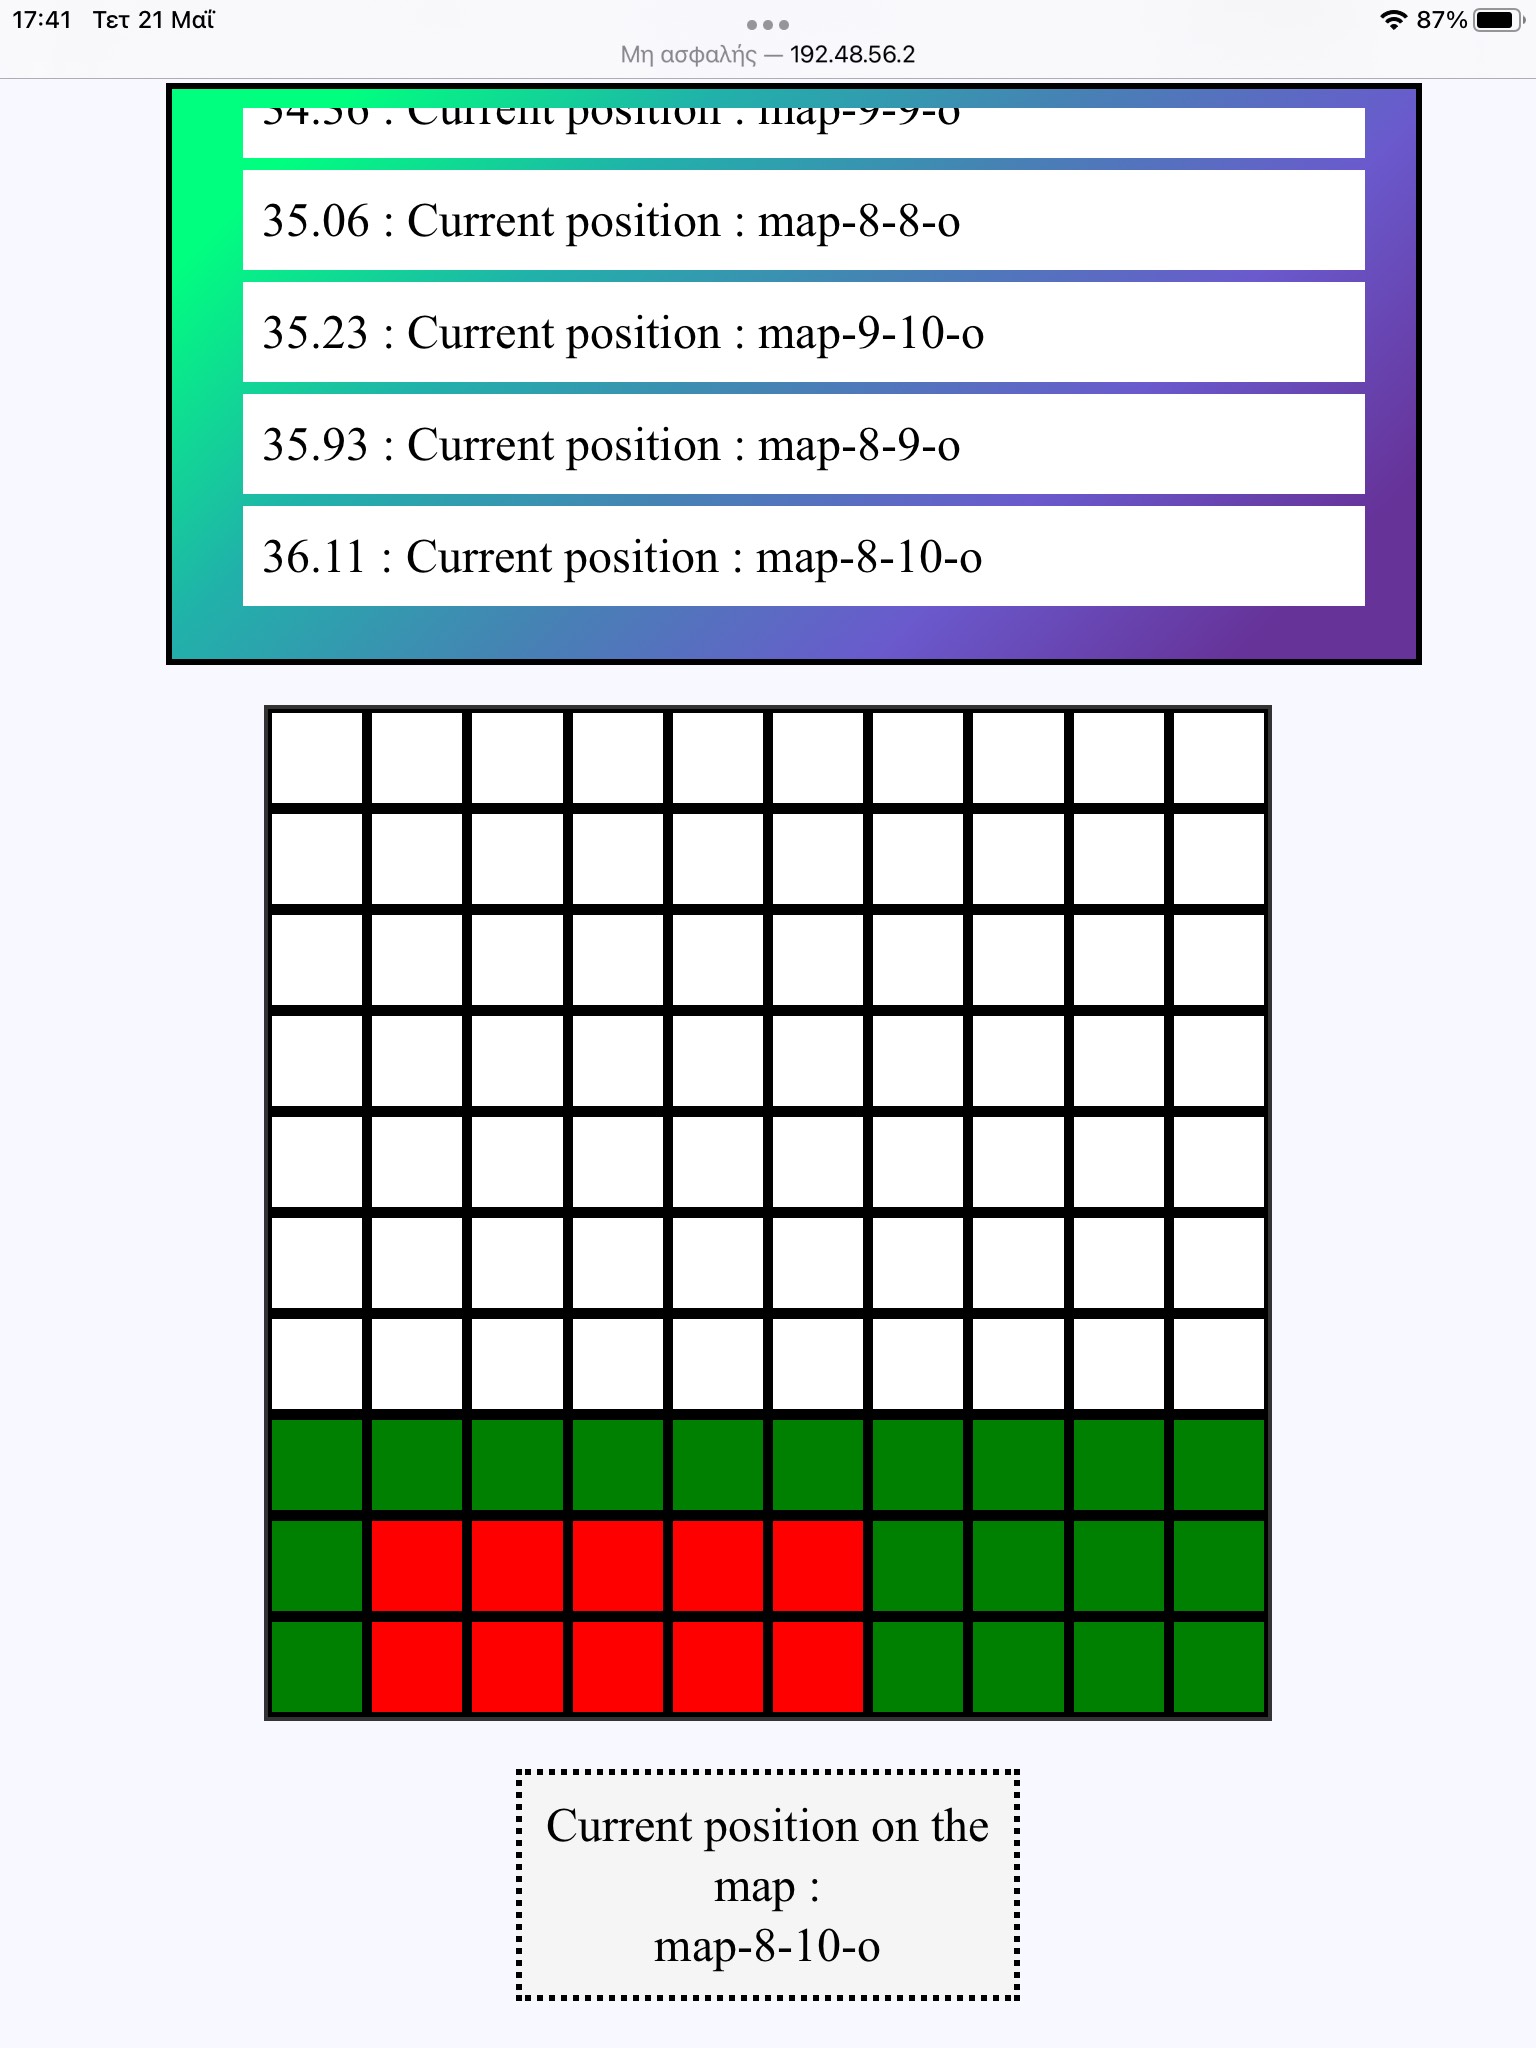 17:41 Τετ 21 Μαΐ
87%
Μη ασφαλής — 192.48.56.2
34.36 : Current position : map-9-9-o
35.06 : Current position : map-8-8-o
35.23 : Current position : map-9-10-o
35.93 : Current position : map-8-9-o
36.11 : Current position : map-8-10-o
Current position on the
map :
map-8-10-o